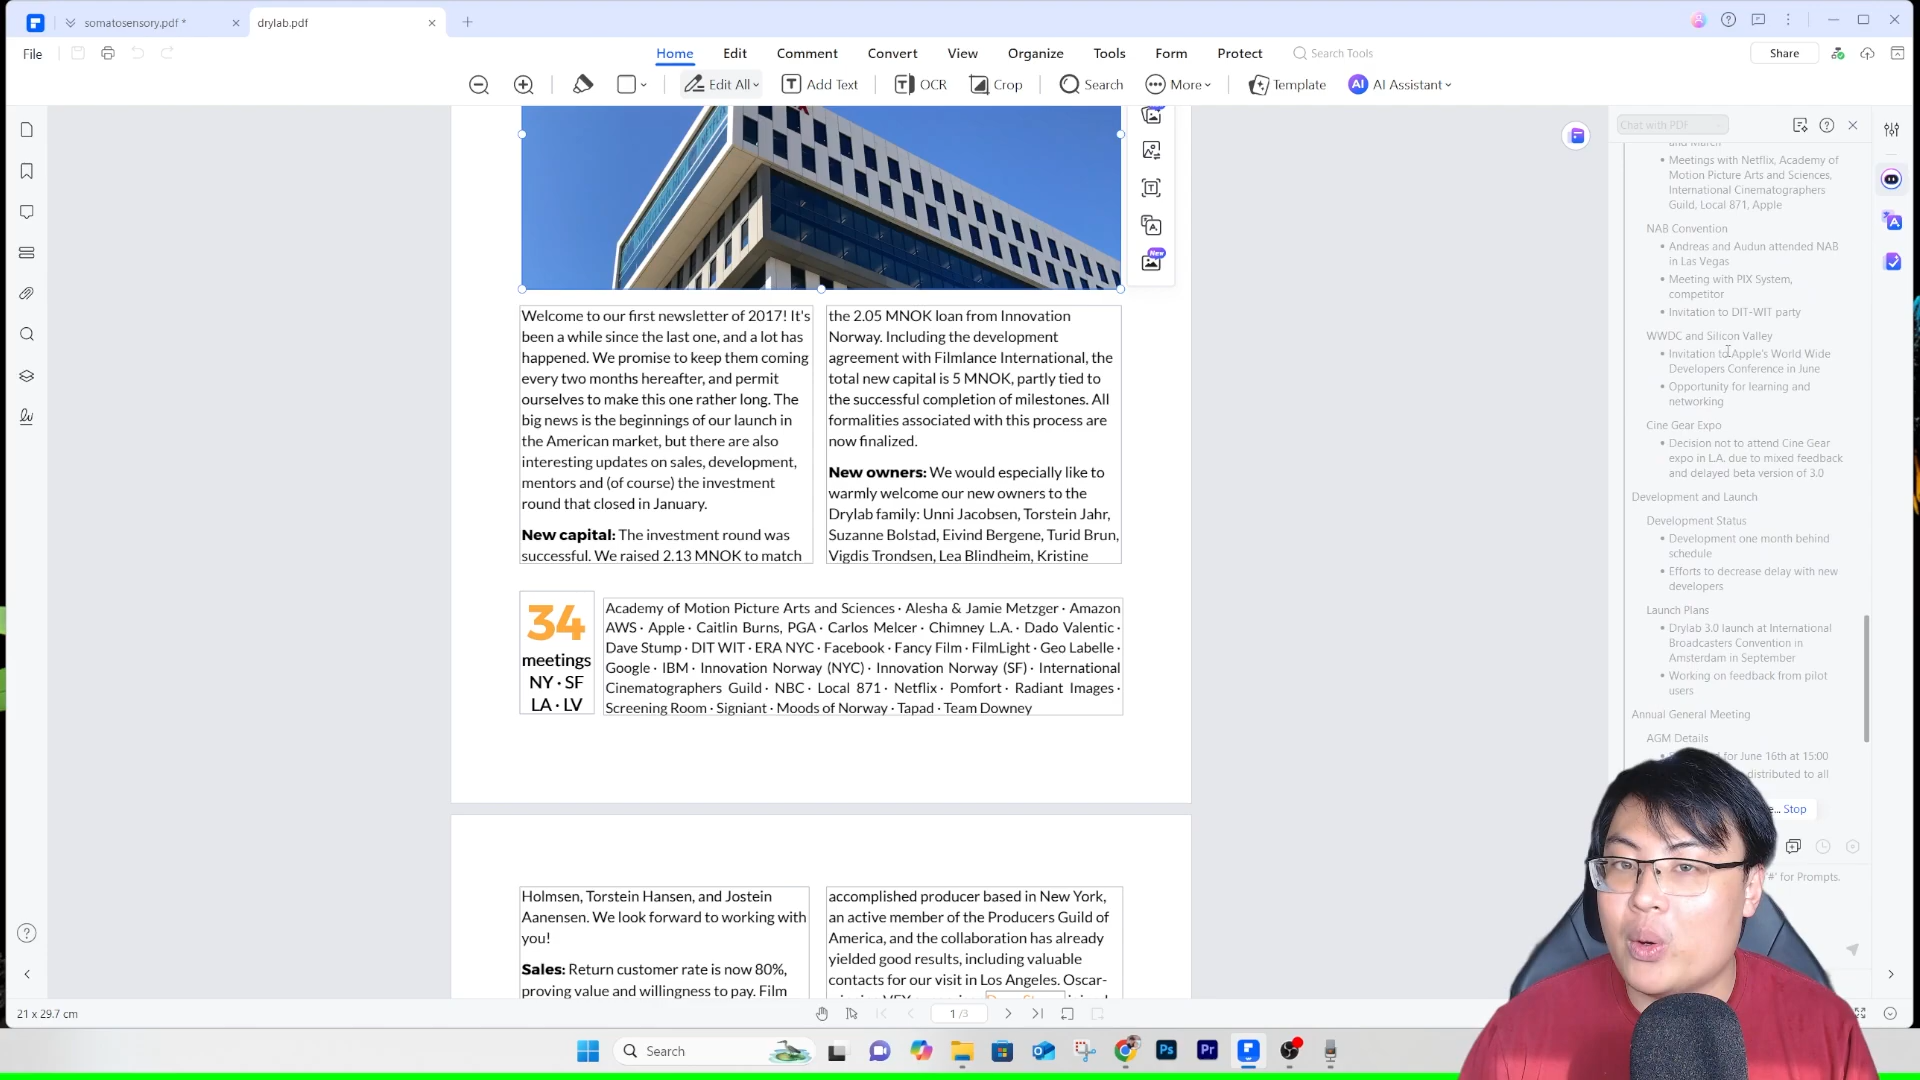 somatosensory.pdf *
drylab.pdf
File
Home
Edit
Comment
Convert
View
Organize
Tools
Form
Protect
Search Tools
Share
Edit All
Add Text
OCR
Crop
Search
More
Template
AI Assistant
Chat with PDF
Welcome to our first newsletter of 2017! It's
been a while since the last one, and a lot has
happened. We promise to keep them coming
every two months hereafter, and permit
ourselves to make this one rather long. The
big news is the beginnings of our launch in
the American market, but there are also
interesting updates on sales, development,
mentors and (of course) the investment
round that closed in January.
New capital: The investment round was
successful. We raised 2.13 MNOK to match
the 2.05 MNOK loan from Innovation
Norway. Including the development
agreement with Filmlance International, the
total new capital is 5 MNOK, partly tied to
the successful completion of milestones. All
formalities associated with this process are
now finalized.
New owners: We would especially like to
warmly welcome our new owners to the
Drylab family: Unni Jacobsen, Torstein Jahr,
Suzanne Bolstad, Eivind Bergene, Turid Brun,
Vigdis Trondsen, Lea Blindheim, Kristine
34
meetings
NY · SF
LA · LV
Academy of Motion Picture Arts and Sciences · Alesha & Jamie Metzger · Amazon
AWS · Apple · Caitlin Burns, PGA · Carlos Melcer · Chimney L.A. · Dado Valentic ·
Dave Stump · DIT WIT · ERA NYC · Facebook · Fancy Film · FilmLight · Geo Labelle ·
Google · IBM · Innovation Norway (NYC) · Innovation Norway (SF) · International
Cinematographers Guild · NBC · Local 871 · Netflix · Pomfort · Radiant Images ·
Screening Room · Signiant · Moods of Norway · Tapad · Team Downey
Holmsen, Torstein Hansen, and Jostein
Aanensen. We look forward to working with
you!
Sales: Return customer rate is now 80%,
proving value and willingness to pay. Film
accomplished producer based in New York,
an active member of the Producers Guild of
America, and the collaboration has already
yielded good results, including valuable
contacts for our visit in Los Angeles. Oscar-
New
and March
• Meetings with Netflix, Academy of
Motion Picture Arts and Sciences,
International Cinematographers
Guild, Local 871, Apple
NAB Convention
• Andreas and Audun attended NAB
in Las Vegas
• Meeting with PIX System,
competitor
• Invitation to DIT-WIT party
WWDC and Silicon Valley
• Invitation to Apple's World Wide
Developers Conference in June
• Opportunity for learning and
networking
Cine Gear Expo
• Decision not to attend Cine Gear
expo in L.A. due to mixed feedback
and delayed beta version of 3.0
Development and Launch
Development Status
• Development one month behind
schedule
• Efforts to decrease delay with new
developers
Launch Plans
• Drylab 3.0 launch at International
Broadcasters Convention in
Amsterdam in September
• Working on feedback from pilot
users
Annual General Meeting
AGM Details
for June 16th at 15:00
distributed to all
Stop
'#' for Prompts.
21 x 29.7 cm
1 /3
Search